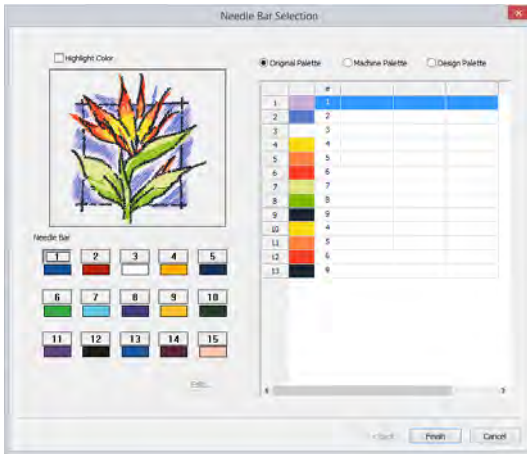 Needle Bar Selection
Highlight Color
Original Palette Machine Palette Design Palette
#
1 1
2 2
3 3
4 4
5 5
6 6
7 7
8 8
9 9
10 4
11 5
12 6
13 9
Needle Bar
1 2 3 4 5
6 7 8 9 10
11 12 13 14 15
Edit...
< Back Finish Cancel